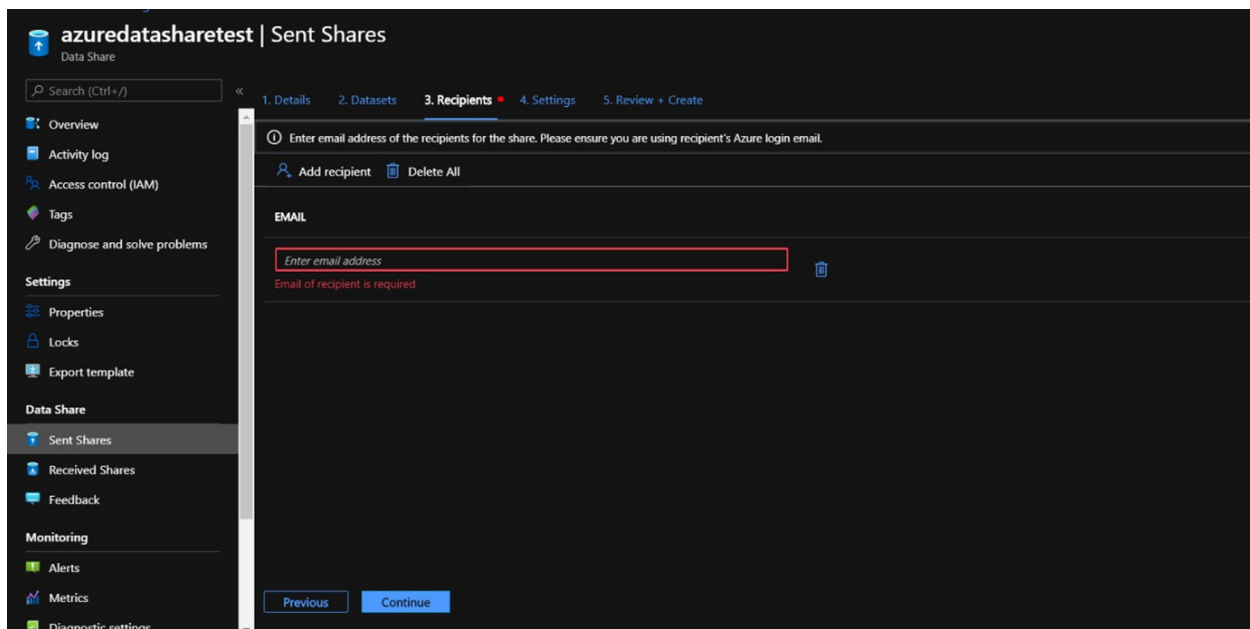 azuredatasharetest | Sent Shares
Data Share
Search (Ctrl+/)
«
Overview
Activity log
Access control (IAM)
Tags
Diagnose and solve problems
Settings
Properties
Locks
Export template
Data Share
Sent Shares
Received Shares
Feedback
Monitoring
Alerts
Metrics
Diagnostic settings
1. Details 2. Datasets 3. Recipients 4. Settings 5. Review + Create
Enter email address of the recipients for the share. Please ensure you are using recipient's Azure login email.
Add recipient Delete All
EMAIL
Enter email address
Email of recipient is required
Previous Continue